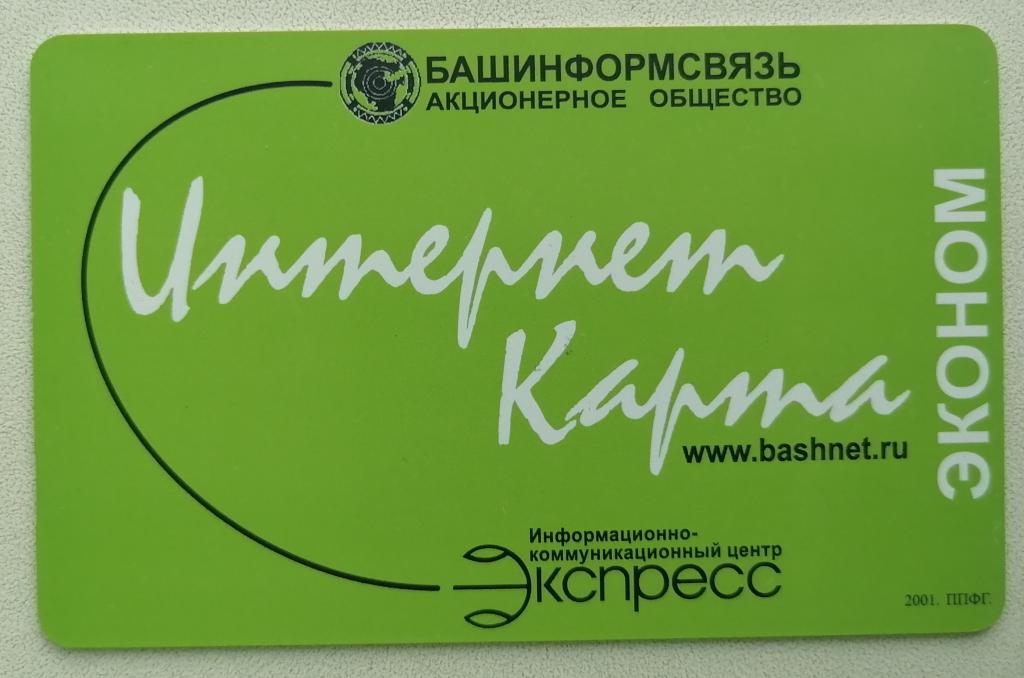 БАШИНФОРМСВЯЗЬ
АКЦИОНЕРНОЕ ОБЩЕСТВО
Интернет
Карта
www.bashnet.ru
ЭКОНОМ
Информационно-
коммуникационный центр
Экспресс
2001. ППФГ.